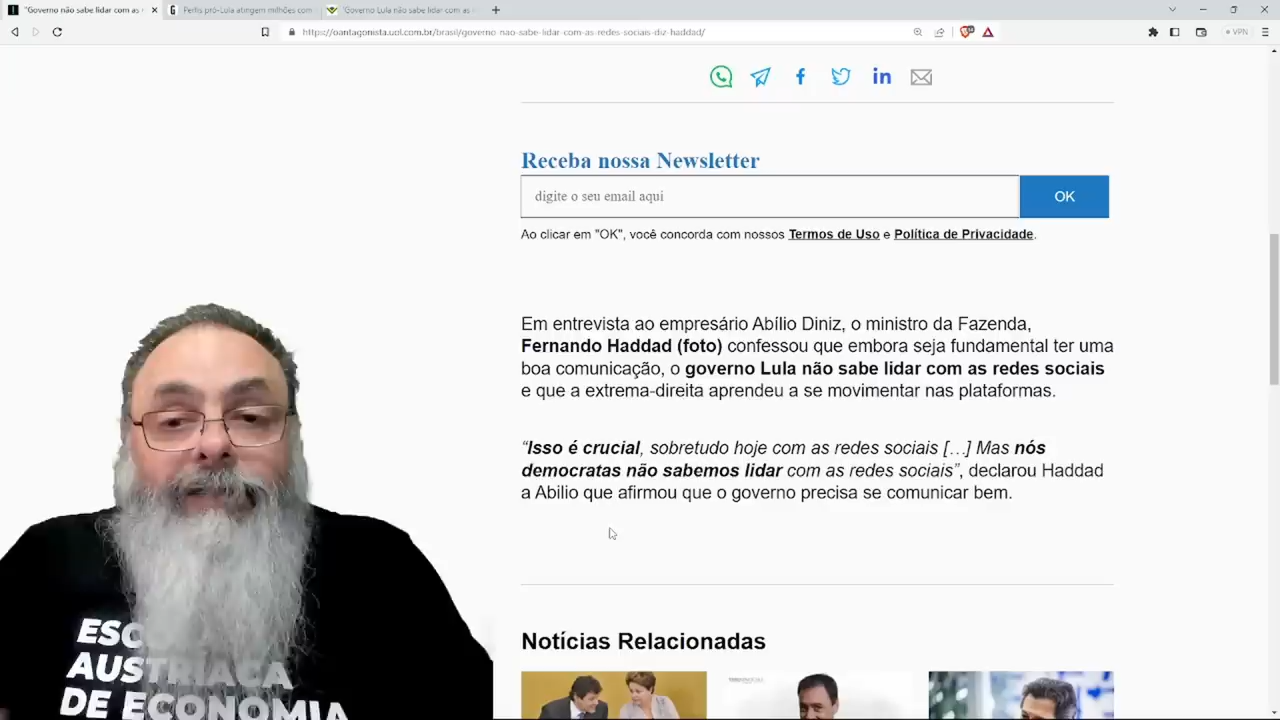 "Governo não sabe lidar com as r
Perfis pró-Lula atingem milhões com
'Governo Lula não sabe lidar com as
https://oantagonista.uol.com.br/brasil/governo-nao-sabe-lidar-com-as-redes-sociais-diz-haddad/
VPN
Receba nossa Newsletter
digite o seu email aqui
OK
Ao clicar em "OK", você concorda com nossos Termos de Uso e Política de Privacidade.
Em entrevista ao empresário Abílio Diniz, o ministro da Fazenda,
Fernando Haddad (foto) confessou que embora seja fundamental ter uma
boa comunicação, o governo Lula não sabe lidar com as redes sociais
e que a extrema-direita aprendeu a se movimentar nas plataformas.
“Isso é crucial, sobretudo hoje com as redes sociais […] Mas nós
democratas não sabemos lidar com as redes sociais”, declarou Haddad
a Abilio que afirmou que o governo precisa se comunicar bem.
Notícias Relacionadas
ESC
AUSTRIACA
DE ECONOMIA